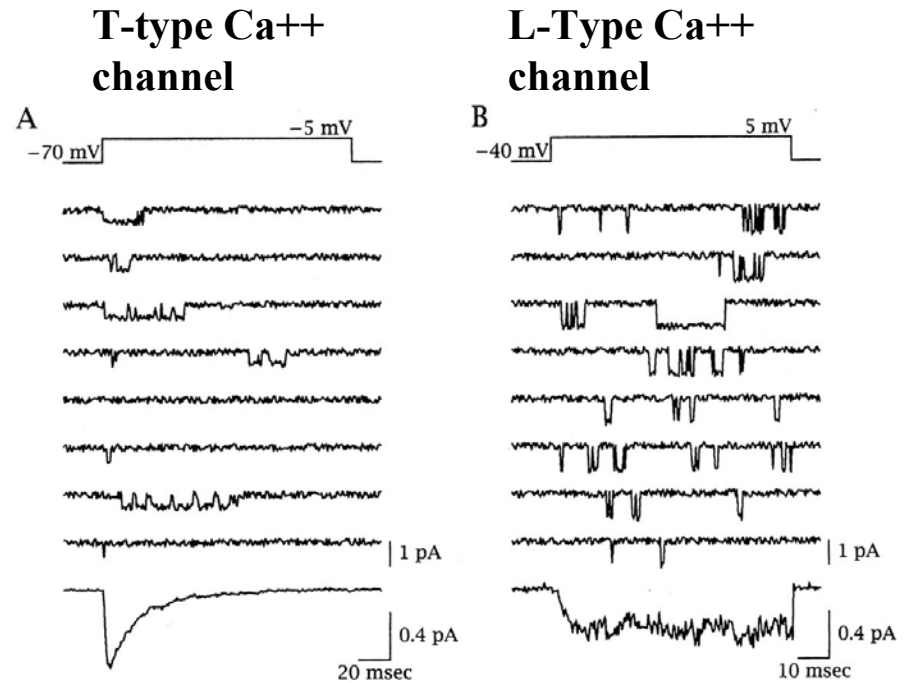 T-type Ca++
channel
L-Type Ca++
channel
A
−5 mV
−70 mV
B
5 mV
−40 mV
1 pA
1 pA
0.4 pA
20 msec
0.4 pA
10 msec